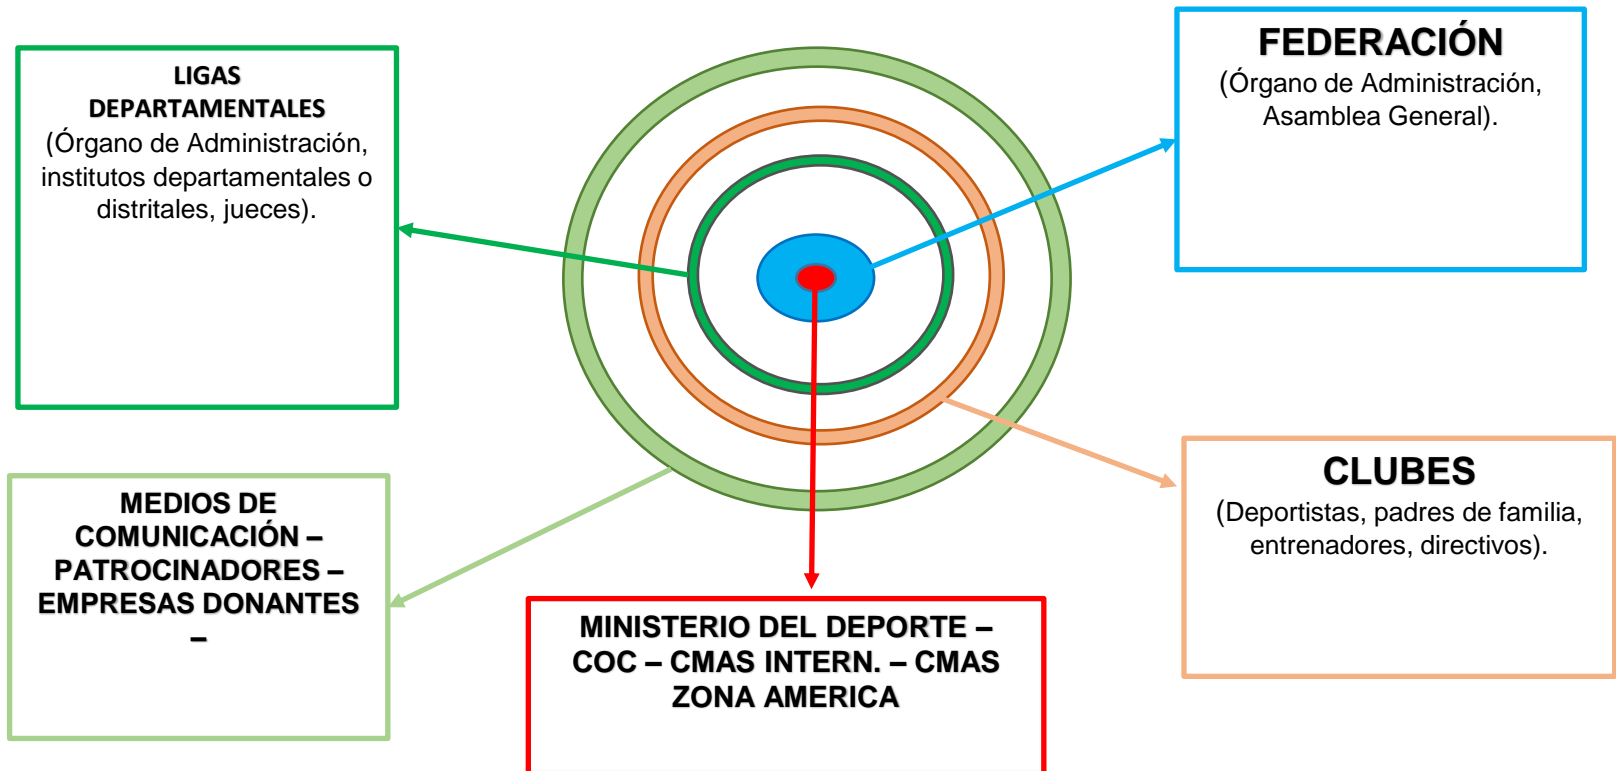 LIGAS
DEPARTAMENTALES
(Órgano de Administración,
institutos departamentales o
distritales, jueces).
FEDERACIÓN
(Órgano de Administración,
Asamblea General).
MEDIOS DE
COMUNICACIÓN –
PATROCINADORES –
EMPRESAS DONANTES
–
MINISTERIO DEL DEPORTE –
COC – CMAS INTERN. – CMAS
ZONA AMERICA
CLUBES
(Deportistas, padres de familia,
entrenadores, directivos).